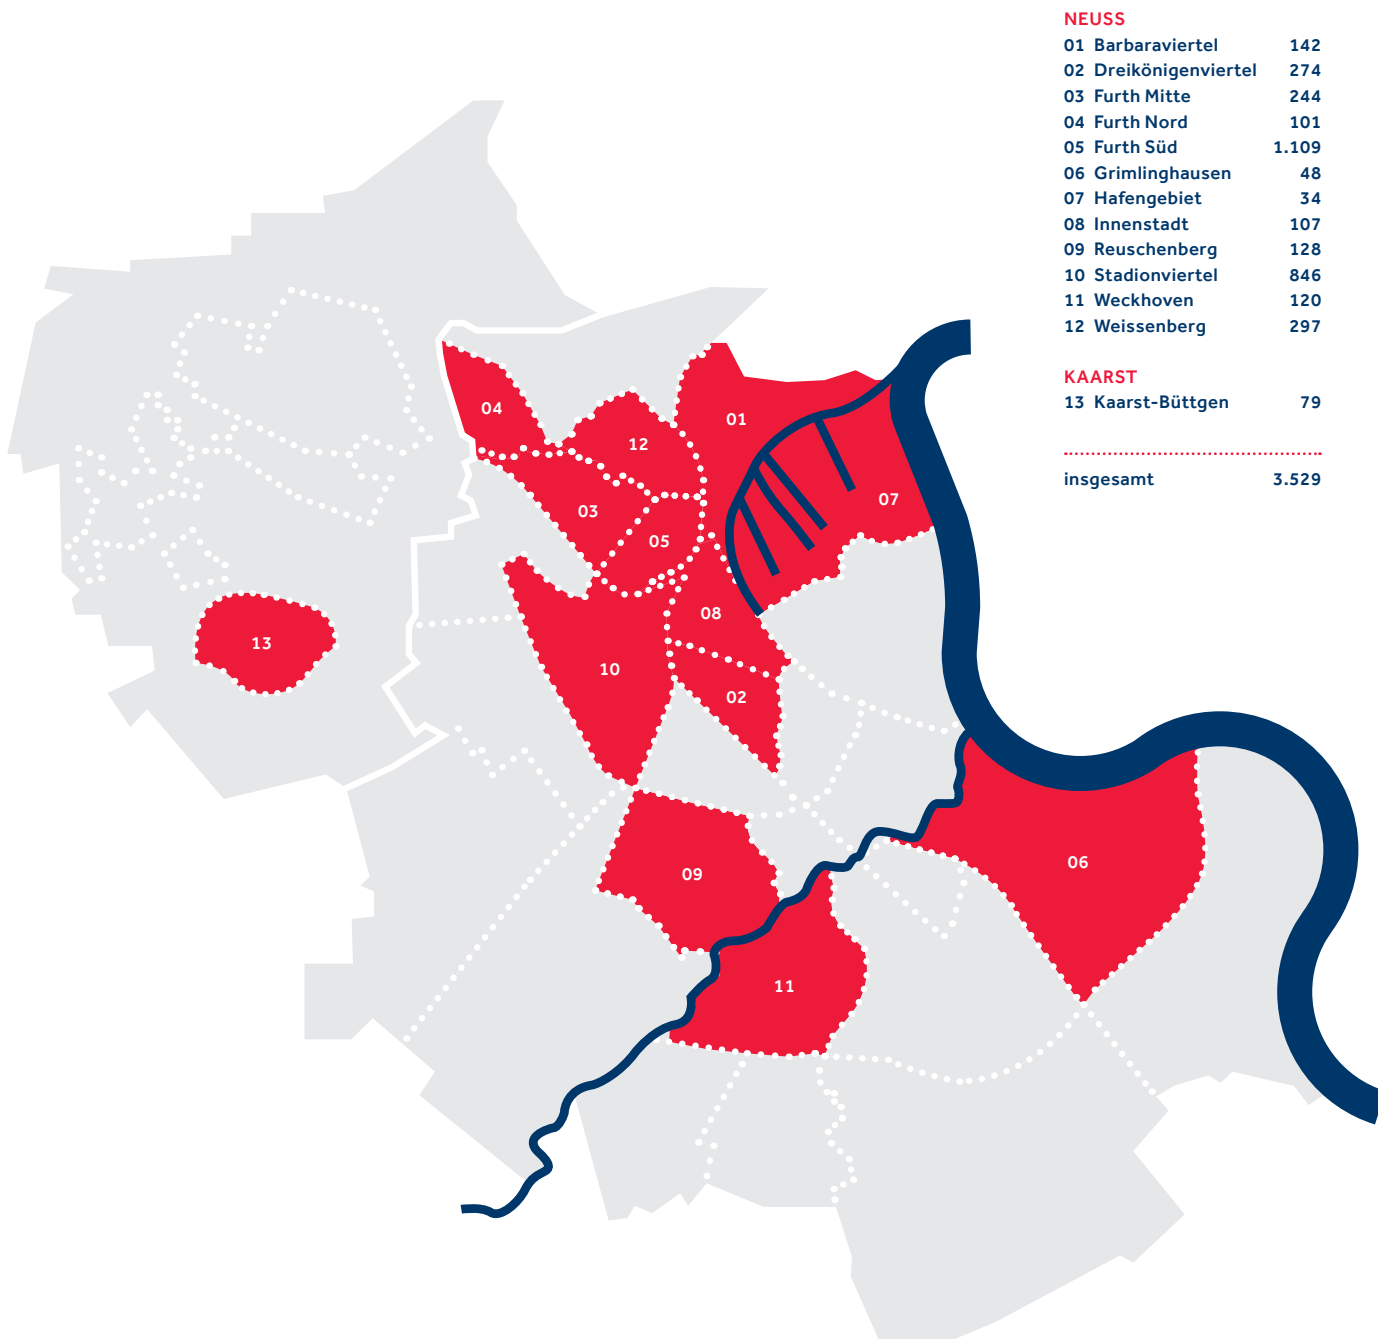 NEUSS
01 Barbaraviertel 142
02 Dreikönigenviertel 274
03 Furth Mitte 244
04 Furth Nord 101
05 Furth Süd 1.109
06 Grimlinghausen 48
07 Hafengebiet 34
08 Innenstadt 107
09 Reuschenberg 128
10 Stadionviertel 846
11 Weckhoven 120
12 Weissenberg 297
KAARST
13 Kaarst-Büttgen 79
insgesamt 3.529
04
01
12
07
03
05
08
13
10
02
06
09
11